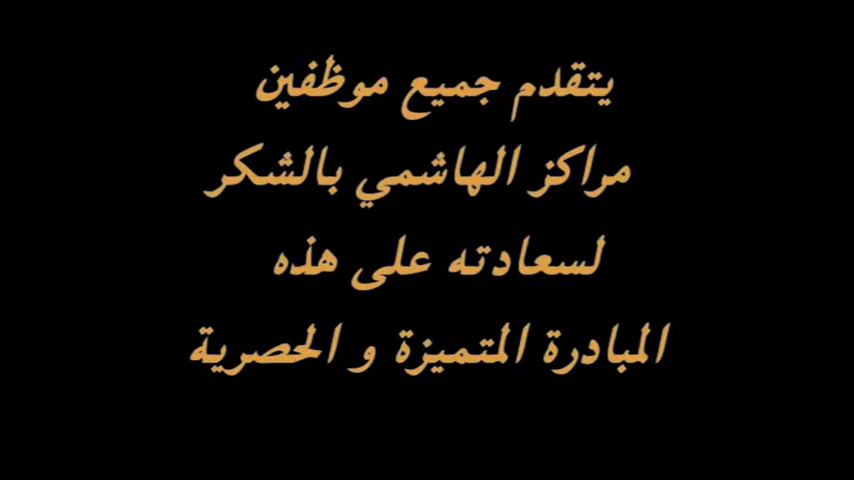 يتقدم جميع موظفين
مراكز الهاشمي بالشكر
لسعادته على هذه
المبادرة المتميزة و الحصرية